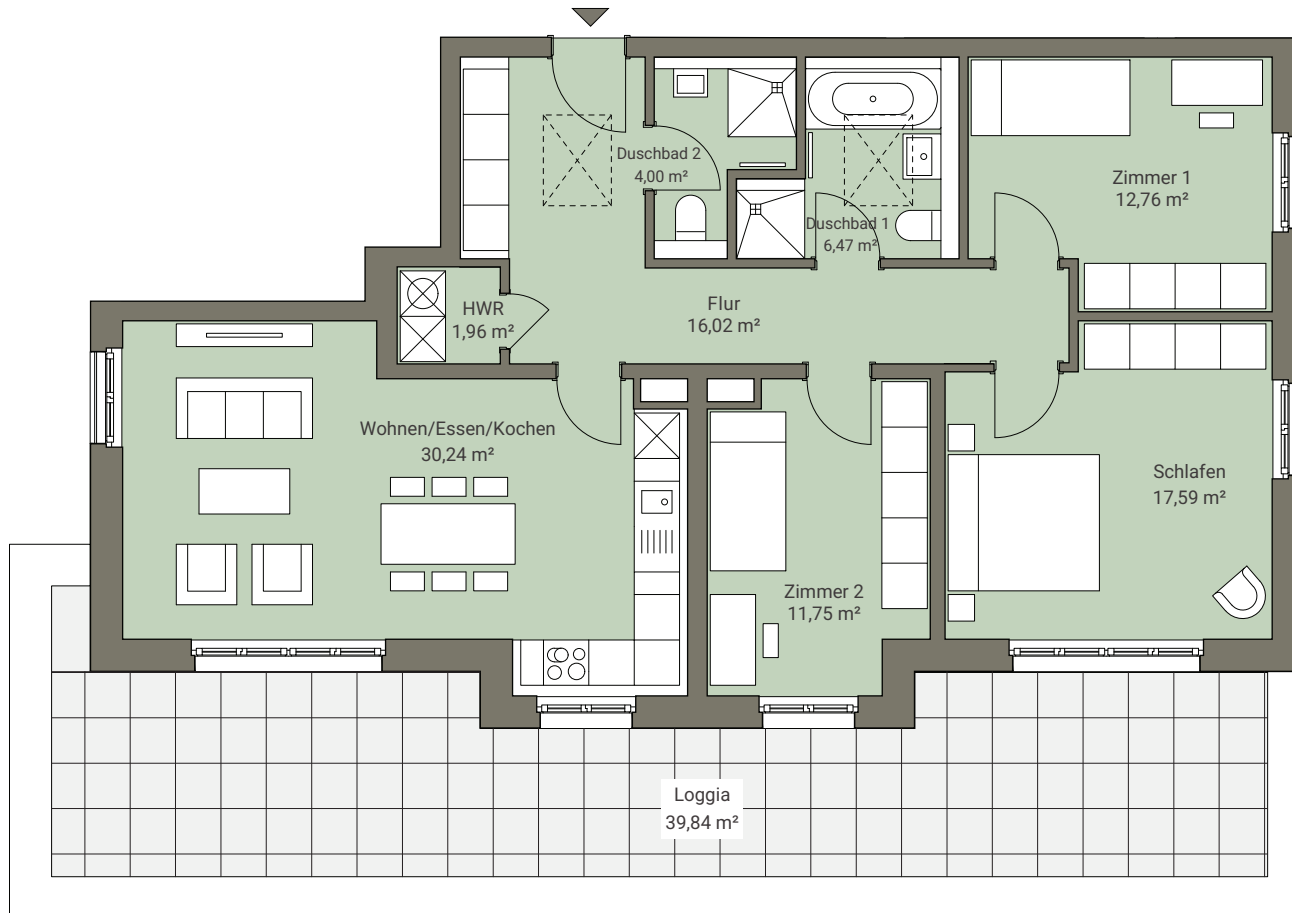 Duschbad 2
4,00 m²
Zimmer 1
12,76 m²
Duschbad 1
6,47 m²
HWR
1,96 m²
Flur
16,02 m²
Wohnen/Essen/Kochen
30,24 m²
Schlafen
17,59 m²
Zimmer 2
11,75 m²
Loggia
39,84 m²